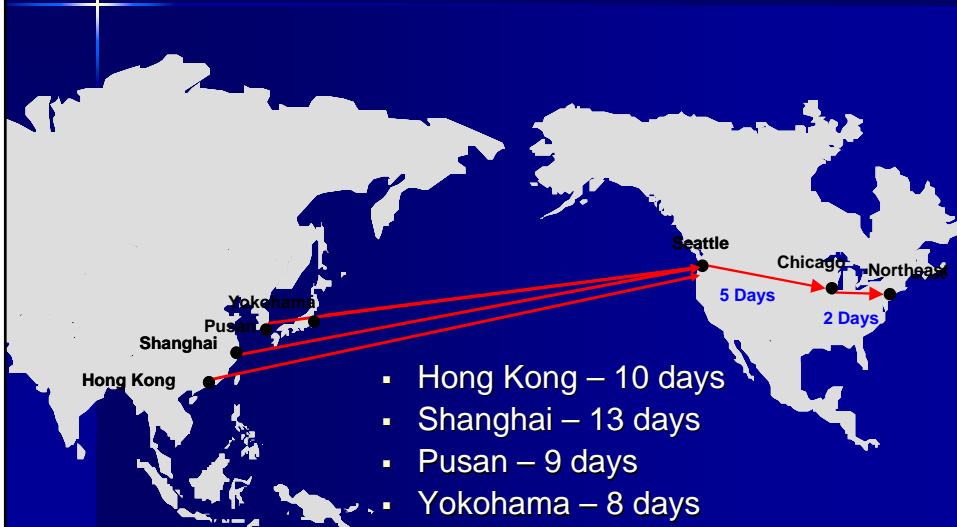 Seattle
Chicago
Northeast
5 Days
2 Days
Yokohama
Pusan
Shanghai
Hong Kong
▪ Hong Kong – 10 days
▪ Shanghai – 13 days
▪ Pusan – 9 days
▪ Yokohama – 8 days